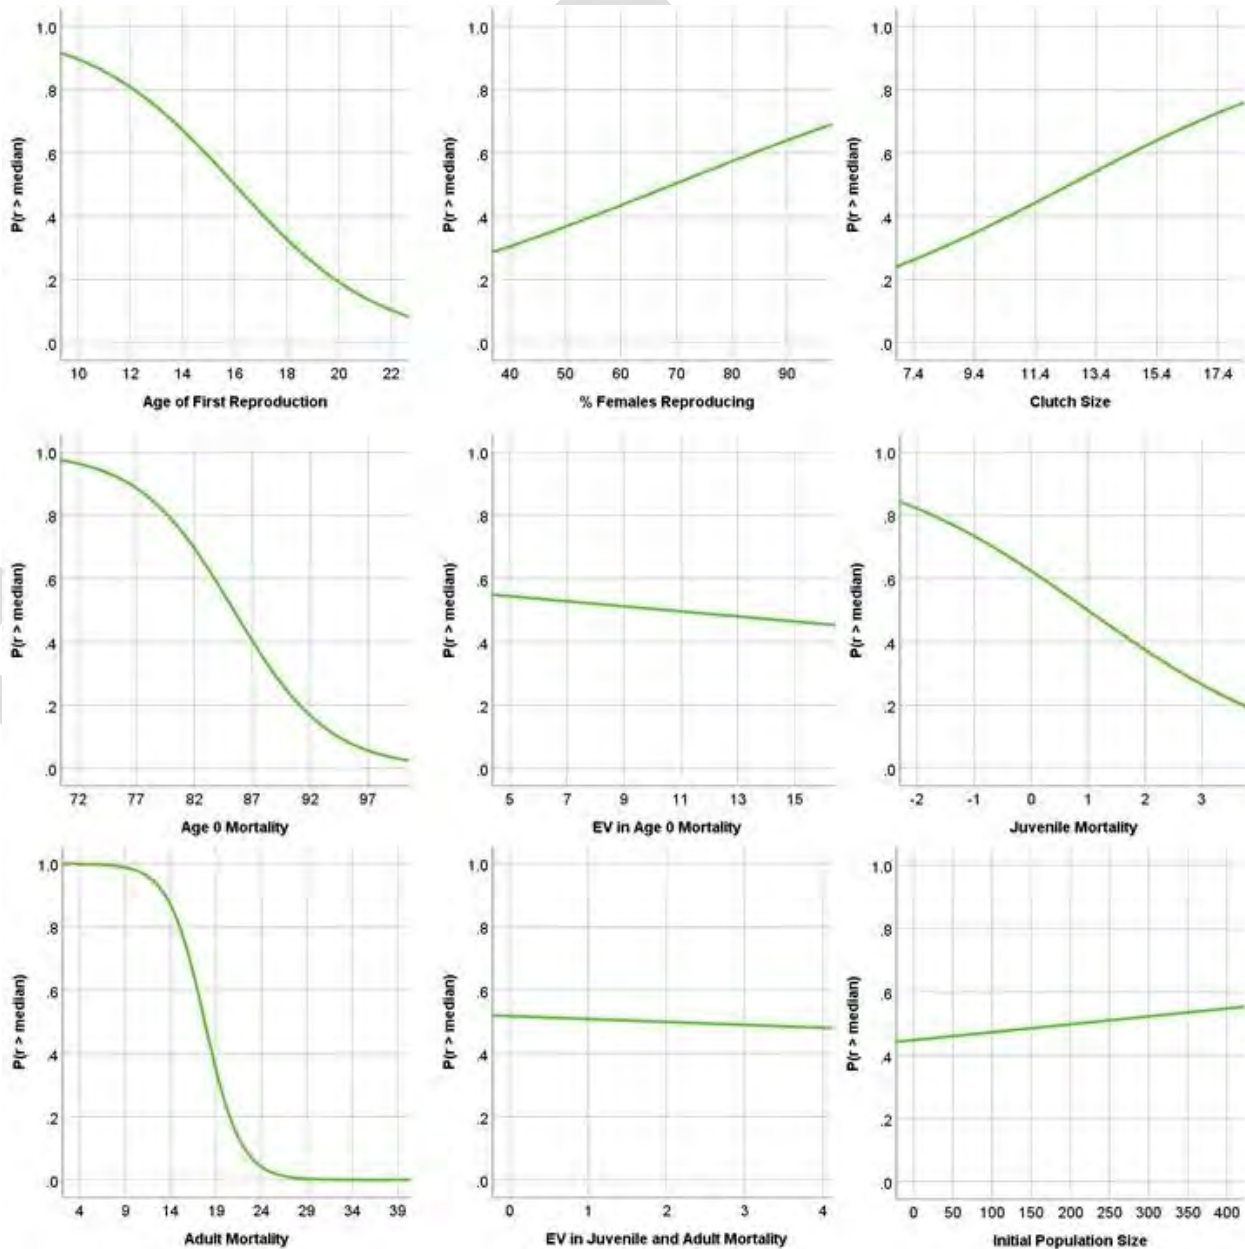 1.0
.8
.6
.4
.2
.0
P(r > median)
10 12 14 16 18 20 22
Age of First Reproduction
1.0
.8
.6
.4
.2
.0
P(r > median)
40 50 60 70 80 90
% Females Reproducing
1.0
.8
.6
.4
.2
.0
P(r > median)
7.4 9.4 11.4 13.4 15.4 17.4
Clutch Size
1.0
.8
.6
.4
.2
.0
P(r > median)
72 77 82 87 92 97
Age 0 Mortality
1.0
.8
.6
.4
.2
.0
P(r > median)
5 7 9 11 13 15
EV in Age 0 Mortality
1.0
.8
.6
.4
.2
.0
P(r > median)
-2 -1 0 1 2 3
Juvenile Mortality
1.0
.8
.6
.4
.2
.0
P(r > median)
4 9 14 19 24 29 34 39
Adult Mortality
1.0
.8
.6
.4
.2
.0
P(r > median)
0 1 2 3 4
EV in Juvenile and Adult Mortality
1.0
.8
.6
.4
.2
.0
P(r > median)
0 50 100 150 200 250 300 350 400
Initial Population Size